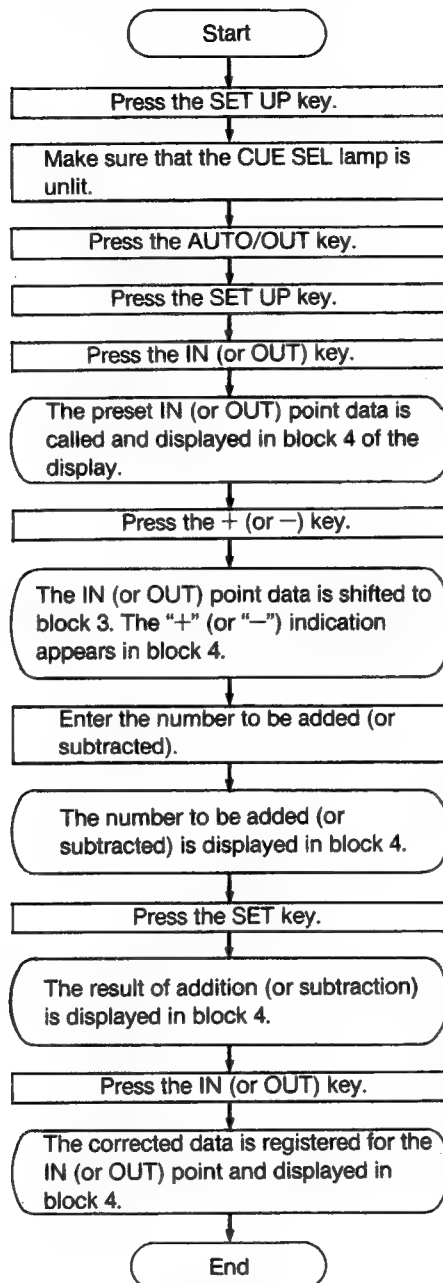 Start
Press the SET UP key.
Make sure that the CUE SEL lamp is
unlit.
Press the AUTO/OUT key.
Press the SET UP key.
Press the IN (or OUT) key.
The preset IN (or OUT) point data is
called and displayed in block 4 of the
display.
Press the + (or −) key.
The IN (or OUT) point data is shifted to
block 3. The “+” (or “−”) indication
appears in block 4.
Enter the number to be added (or
subtracted).
The number to be added (or
subtracted) is displayed in block 4.
Press the SET key.
The result of addition (or subtraction)
is displayed in block 4.
Press the IN (or OUT) key.
The corrected data is registered for the
IN (or OUT) point and displayed in
block 4.
End